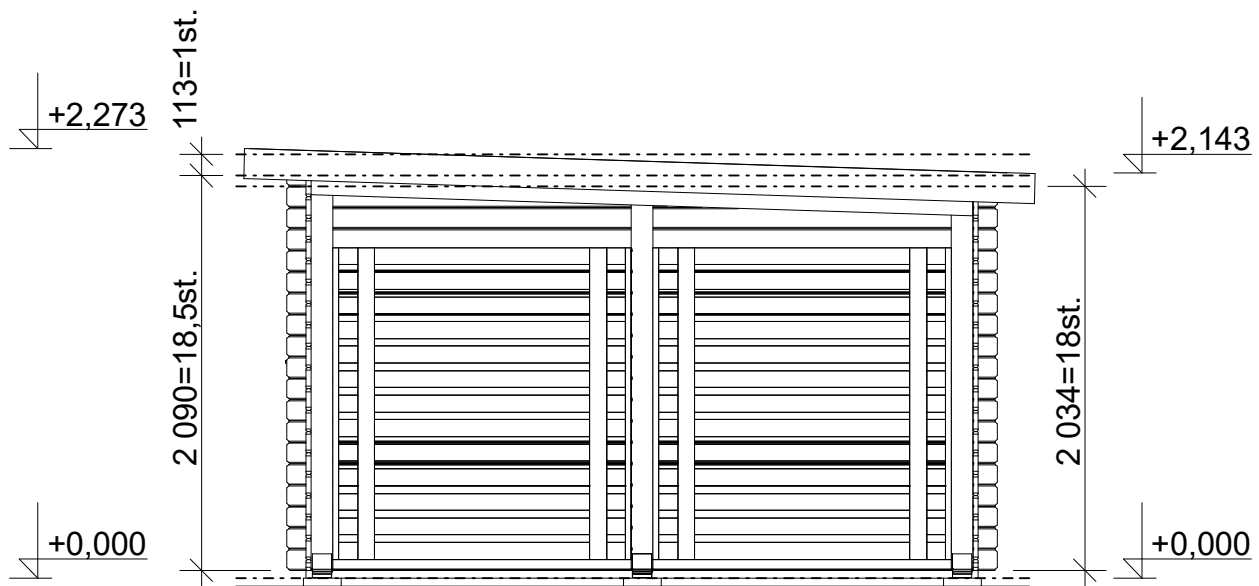 113=1st.
+2,273
+2,143
2 090=18,5st.
2 034=18st.
+0,000
+0,000